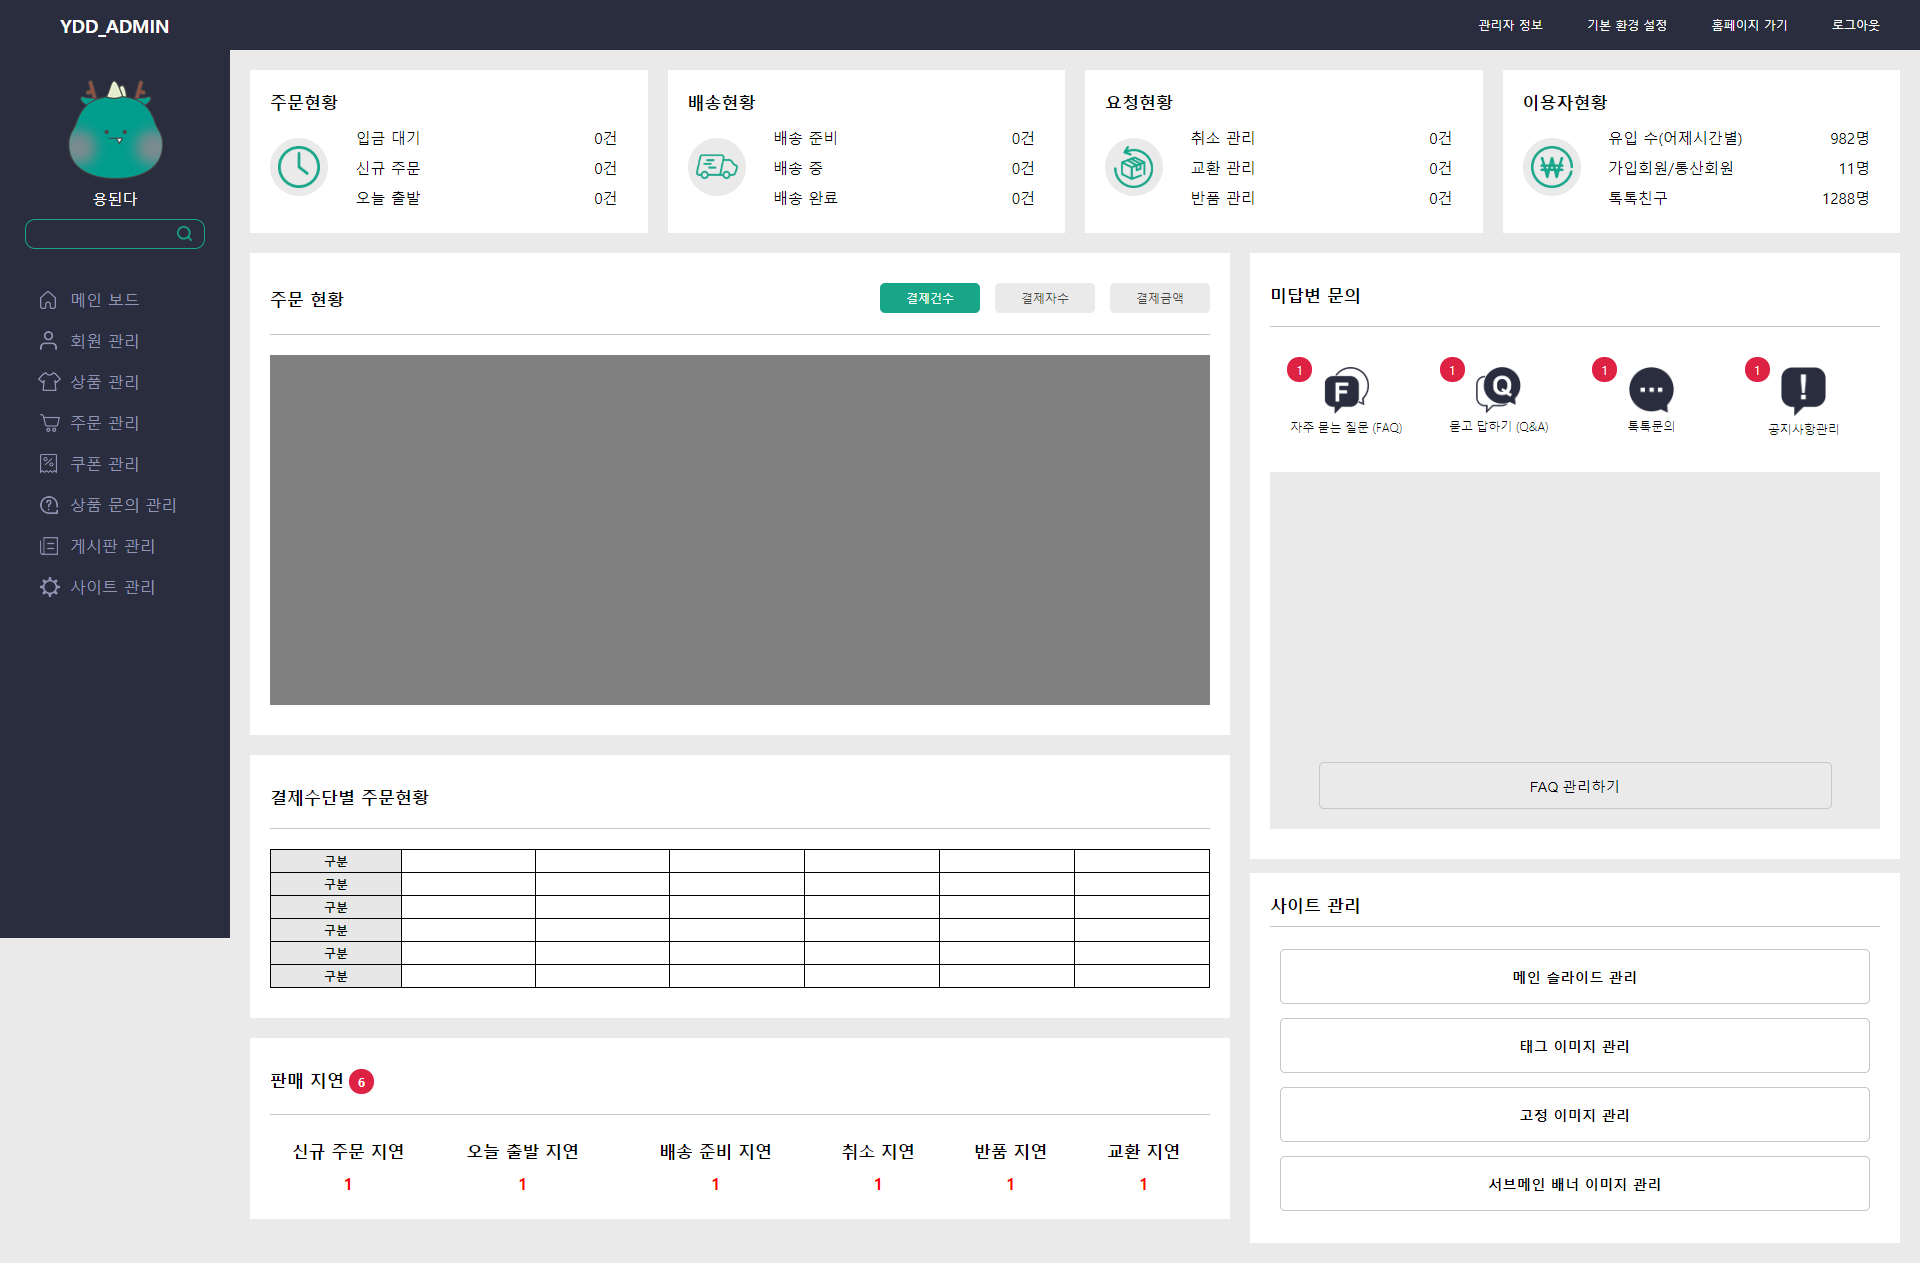 YDD_ADMIN
관리자 정보
기본 환경 설정
홈페이지 가기
로그아웃
용된다
메인 보드
회원 관리
상품 관리
주문 관리
쿠폰 관리
상품 문의 관리
게시판 관리
사이트 관리
주문현황
입금 대기 0건
신규 주문 0건
오늘 출발 0건
배송현황
배송 준비 0건
배송 중 0건
배송 완료 0건
요청현황
취소 관리 0건
교환 관리 0건
반품 관리 0건
이용자현황
유입 수(어제시간별) 982명
가입회원/통산회원 11명
톡톡친구 1288명
주문 현황
결제건수
결제자수
결제금액
미답변 문의
1
F
자주 묻는 질문 (FAQ)
1
Q
묻고 답하기 (Q&A)
1
톡톡문의
1
!
공지사항관리
FAQ 관리하기
결제수단별 주문현황
구분
구분
구분
구분
구분
구분
사이트 관리
메인 슬라이드 관리
태그 이미지 관리
고정 이미지 관리
서브메인 배너 이미지 관리
판매 지연 6
신규 주문 지연 오늘 출발 지연 배송 준비 지연 취소 지연 반품 지연 교환 지연
1 1 1 1 1 1